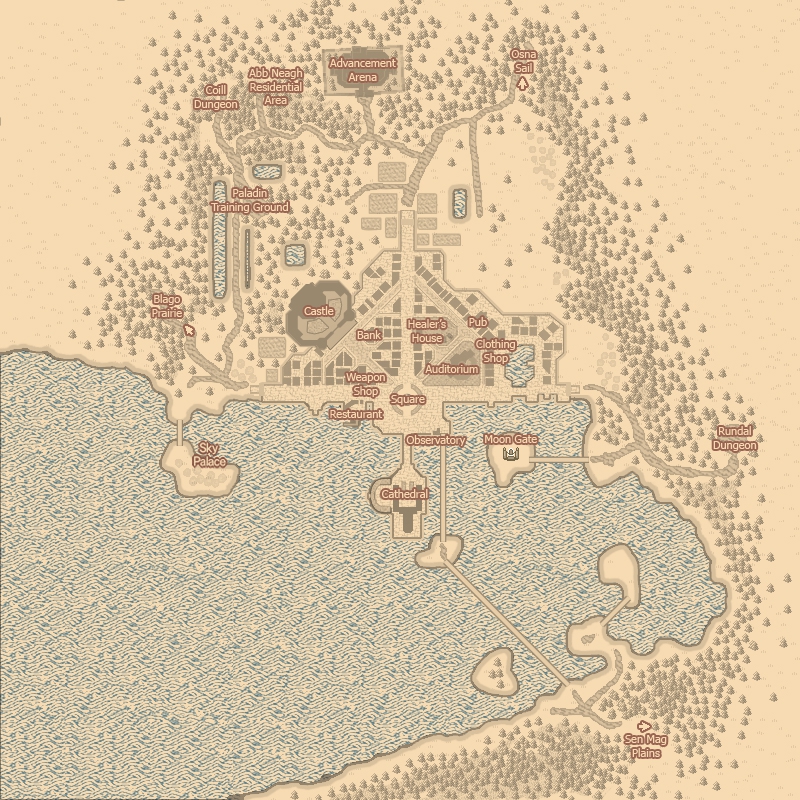 Osna
Sail
Advancement
Arena
Abb Neagh
Residential
Area
Coill
Dungeon
Paladin
Training Ground
Blago
Prairie
Castle
Bank
Healer's
House
Pub
Clothing
Shop
Auditorium
Weapon
Shop
Square
Restaurant
Observatory
Moon Gate
Rundal
Dungeon
Sky
Palace
Cathedral
Sen Mag
Plains